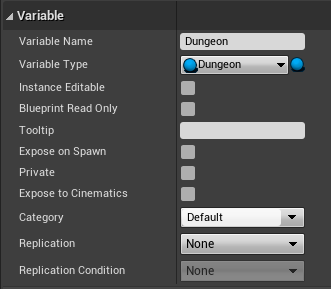 Variable
Variable Name Dungeon
Variable Type Dungeon
Instance Editable
Blueprint Read Only
Tooltip
Expose on Spawn
Private
Expose to Cinematics
Category Default
Replication None
Replication Condition None